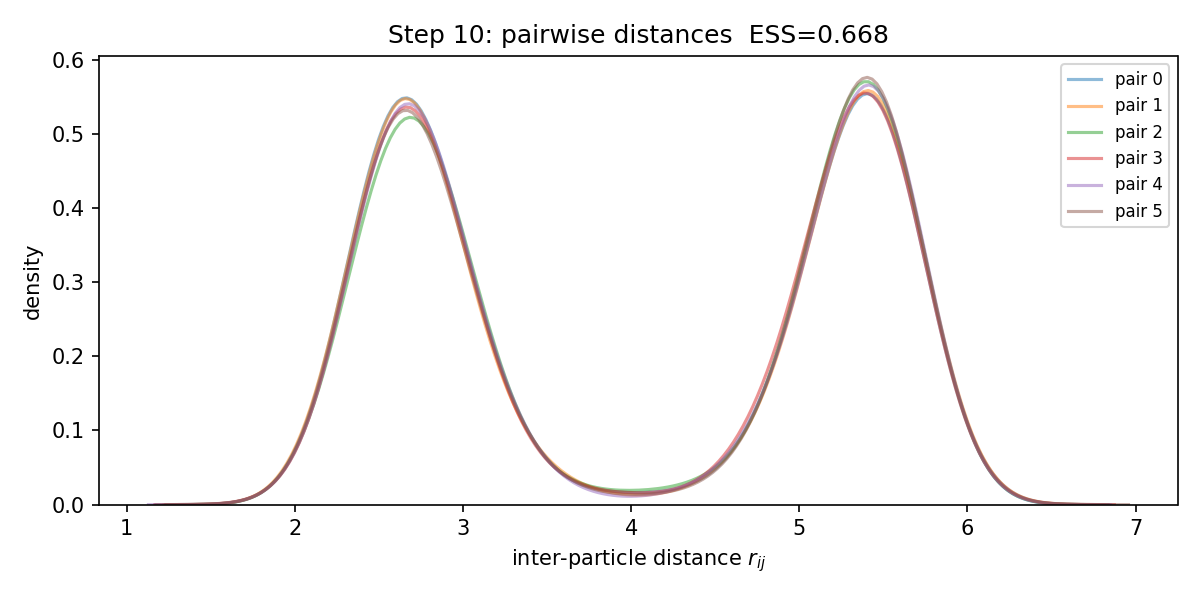 Step 10: pairwise distances  ESS=0.668
density
0.6
0.5
0.4
0.3
0.2
0.1
0.0
pair 0
pair 1
pair 2
pair 3
pair 4
pair 5
1 2 3 4 5 6 7
inter-particle distance r_{ij}